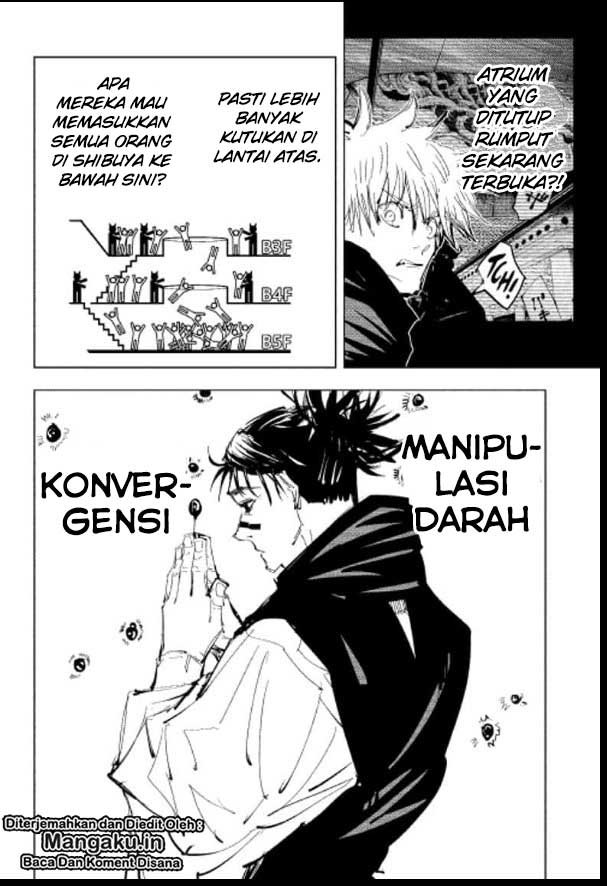 ATRIUM
YANG
DITUTUP
RUMPUT
SEKARANG
TERBUKA?!
TCH!
PASTI LEBIH
BANYAK
KUTUKAN DI
LANTAI ATAS.
APA
MEREKA MAU
MEMASUKKAN
SEMUA ORANG
DI SHIBUYA KE
BAWAH SINI?
B3F
B4F
B5F
MANIPU-
LASI
DARAH
KONVER-
GENSI
Diterjemahkan dan Diedit Oleh :
Mangaku.in
Baca Dan Koment Disana